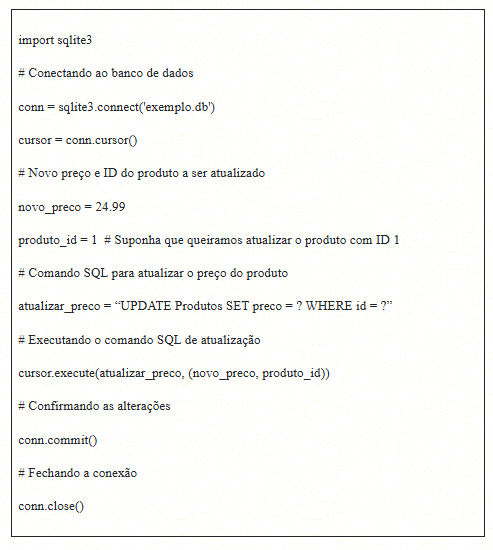 import sqlite3
# Conectando ao banco de dados
conn = sqlite3.connect('exemplo.db')
cursor = conn.cursor()
# Novo preço e ID do produto a ser atualizado
novo_preco = 24.99
produto_id = 1  # Suponha que queiramos atualizar o produto com ID 1
# Comando SQL para atualizar o preço do produto
atualizar_preco = “UPDATE Produtos SET preco = ? WHERE id = ?”
# Executando o comando SQL de atualização
cursor.execute(atualizar_preco, (novo_preco, produto_id))
# Confirmando as alterações
conn.commit()
# Fechando a conexão
conn.close()